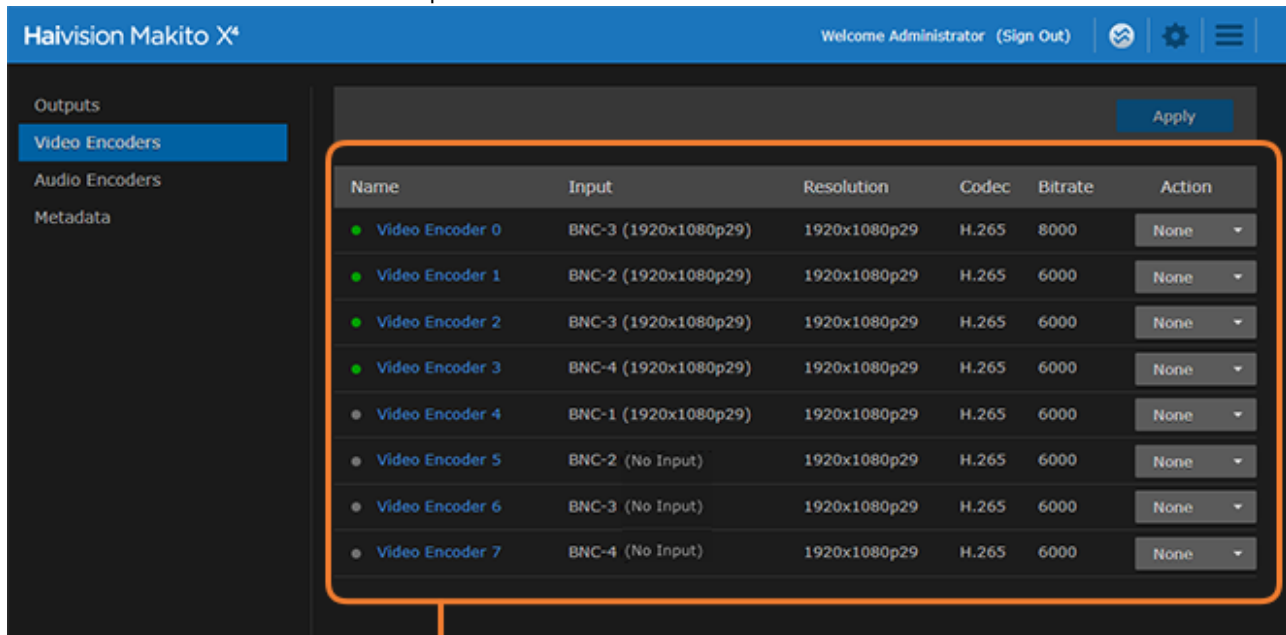 Haivision Makito X⁴ Welcome Administrator (Sign Out)
Outputs
Apply
Video Encoders
Audio Encoders
Metadata
Name Input Resolution Codec Bitrate Action
Video Encoder 0 BNC-3 (1920x1080p29) 1920x1080p29 H.265 8000 None
Video Encoder 1 BNC-2 (1920x1080p29) 1920x1080p29 H.265 6000 None
Video Encoder 2 BNC-3 (1920x1080p29) 1920x1080p29 H.265 6000 None
Video Encoder 3 BNC-4 (1920x1080p29) 1920x1080p29 H.265 6000 None
Video Encoder 4 BNC-1 (1920x1080p29) 1920x1080p29 H.265 6000 None
Video Encoder 5 BNC-2 (No Input) 1920x1080p29 H.265 6000 None
Video Encoder 6 BNC-3 (No Input) 1920x1080p29 H.265 6000 None
Video Encoder 7 BNC-4 (No Input) 1920x1080p29 H.265 6000 None